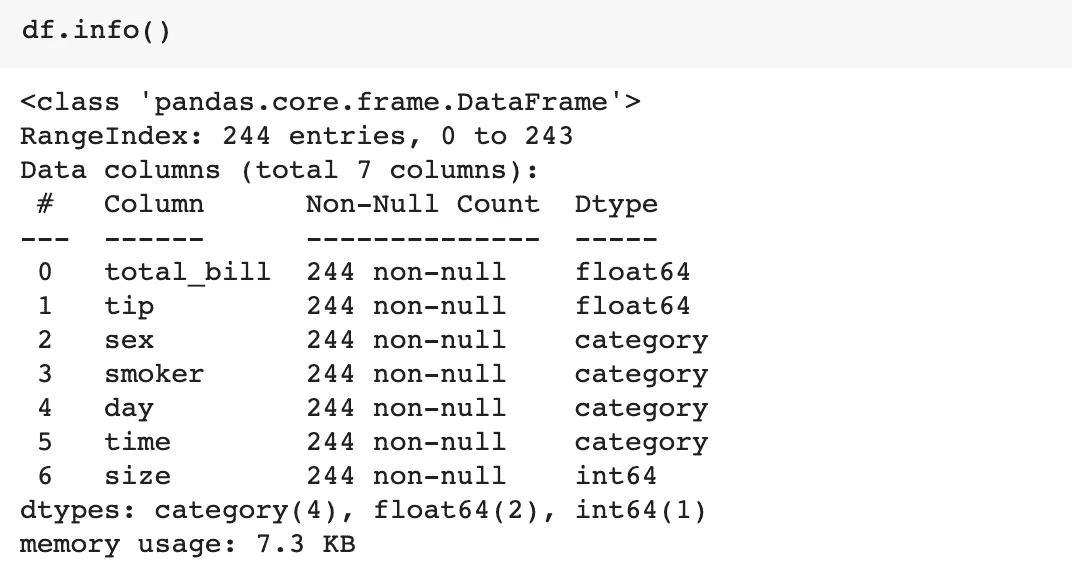 df.info()
<class 'pandas.core.frame.DataFrame'>
RangeIndex: 244 entries, 0 to 243
Data columns (total 7 columns):
 #   Column      Non-Null Count  Dtype
---  ------      --------------  -----
 0   total_bill  244 non-null    float64
 1   tip         244 non-null    float64
 2   sex         244 non-null    category
 3   smoker      244 non-null    category
 4   day         244 non-null    category
 5   time        244 non-null    category
 6   size        244 non-null    int64
dtypes: category(4), float64(2), int64(1)
memory usage: 7.3 KB